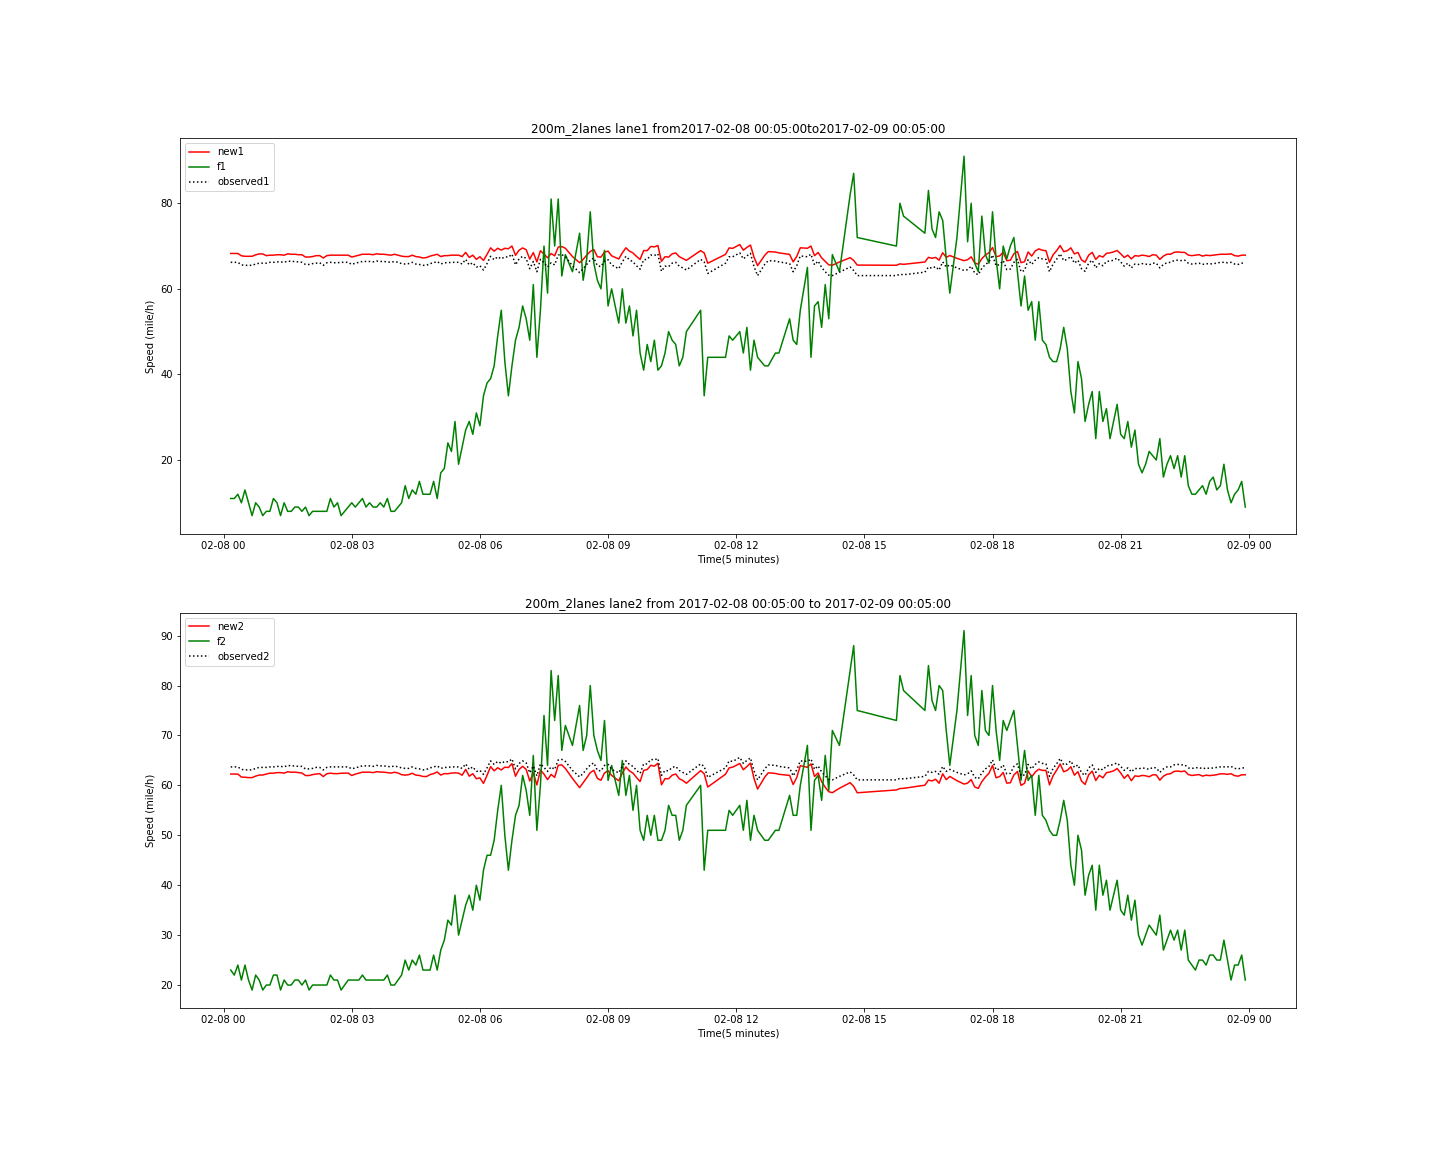 200m_2lanes lane1 from2017-02-08 00:05:00to2017-02-09 00:05:00
new1
f1
observed1
80
60
40
20
Speed (mile/h)
02-08 00 02-08 03 02-08 06 02-08 09 02-08 12 02-08 15 02-08 18 02-08 21 02-09 00
Time(5 minutes)
200m_2lanes lane2 from 2017-02-08 00:05:00 to 2017-02-09 00:05:00
new2
f2
observed2
90
80
70
60
50
40
30
20
Speed (mile/h)
02-08 00 02-08 03 02-08 06 02-08 09 02-08 12 02-08 15 02-08 18 02-08 21 02-09 00
Time(5 minutes)